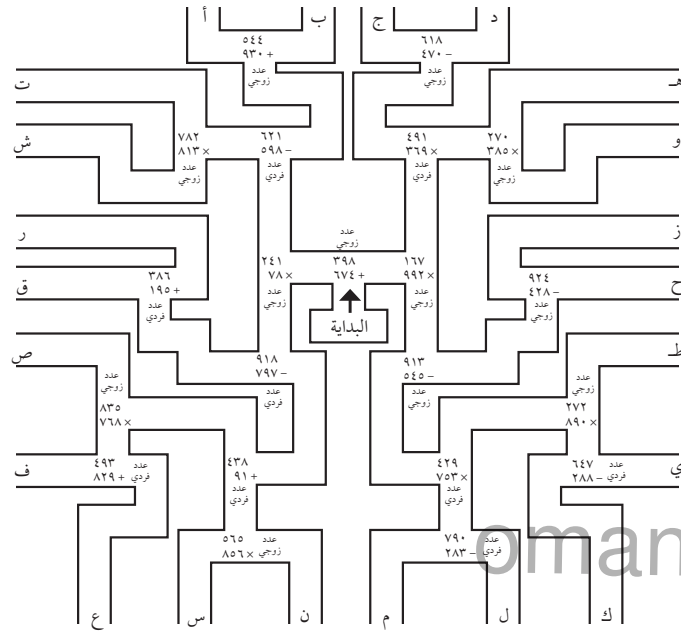 أ ب ج د
٥٤٤
٩٣٠ +
عدد
زوجي
٦١٨
٤٧٠ −
عدد
زوجي
ت
هـ
ش
و
٧٨٢
٨١٣ ×
عدد
زوجي
٦٢١
٥٩٨ −
عدد
فردي
٤٩١
٣٦٩ ×
عدد
فردي
٢٧٠
٣٨٥ ×
عدد
زوجي
ر
ز
عدد
زوجي
٣٩٨
٦٧٤ +
٢٤١
٧٨ ×
عدد
زوجي
١٦٧
٩٩٢ ×
عدد
زوجي
٣٨٦
١٩٥ +
عدد
فردي
٩٢٤
٤٢٨ −
عدد
زوجي
ق
ح
البداية
ص
ط
٩١٨
٧٩٧ −
عدد
فردي
٩١٣
٥٤٥ −
عدد
زوجي
عدد
زوجي
٨٣٥
٧٦٨ ×
عدد
زوجي
٢٧٢
٨٩٠ ×
ف
ي
٤٩٣
٨٢٩ +
عدد
فردي
٤٣٨
٩١ +
عدد
فردي
٤٢٩
٧٥٣ ×
عدد
فردي
٦٤٧
٢٨٨ −
عدد
فردي
٥٦٥
٨٥٦ ×
عدد
زوجي
٧٩٠
٢٨٣ −
عدد
فردي
oman
ع س ن م ل ك